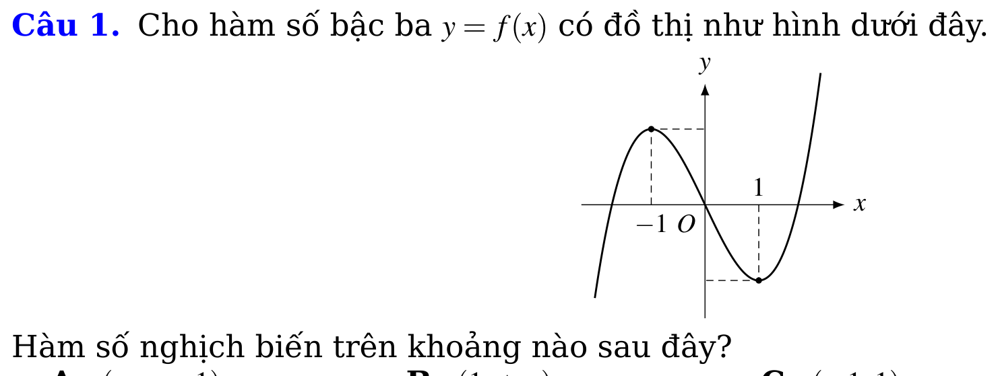 Câu 1. Cho hàm số bậc ba y = f(x) có đồ thị như hình dưới đây.
y
1
x
−1 O
Hàm số nghịch biến trên khoảng nào sau đây?